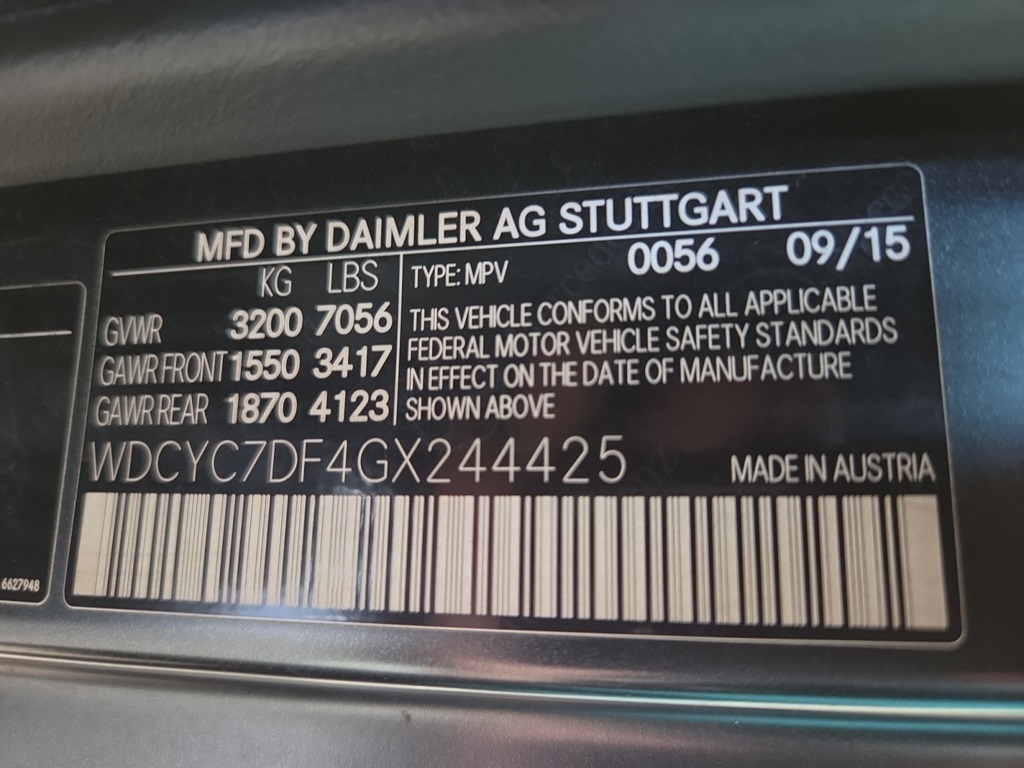 MFD BY DAIMLER AG STUTTGART
KG LBS
GVWR 3200 7056
GAWR FRONT 1550 3417
GAWR REAR 1870 4123
TYPE: MPV 0056 09/15
THIS VEHICLE CONFORMS TO ALL APPLICABLE
FEDERAL MOTOR VEHICLE SAFETY STANDARDS
IN EFFECT ON THE DATE OF MANUFACTURE
SHOWN ABOVE
WDCYC7DF4GX244425 MADE IN AUSTRIA
6627948